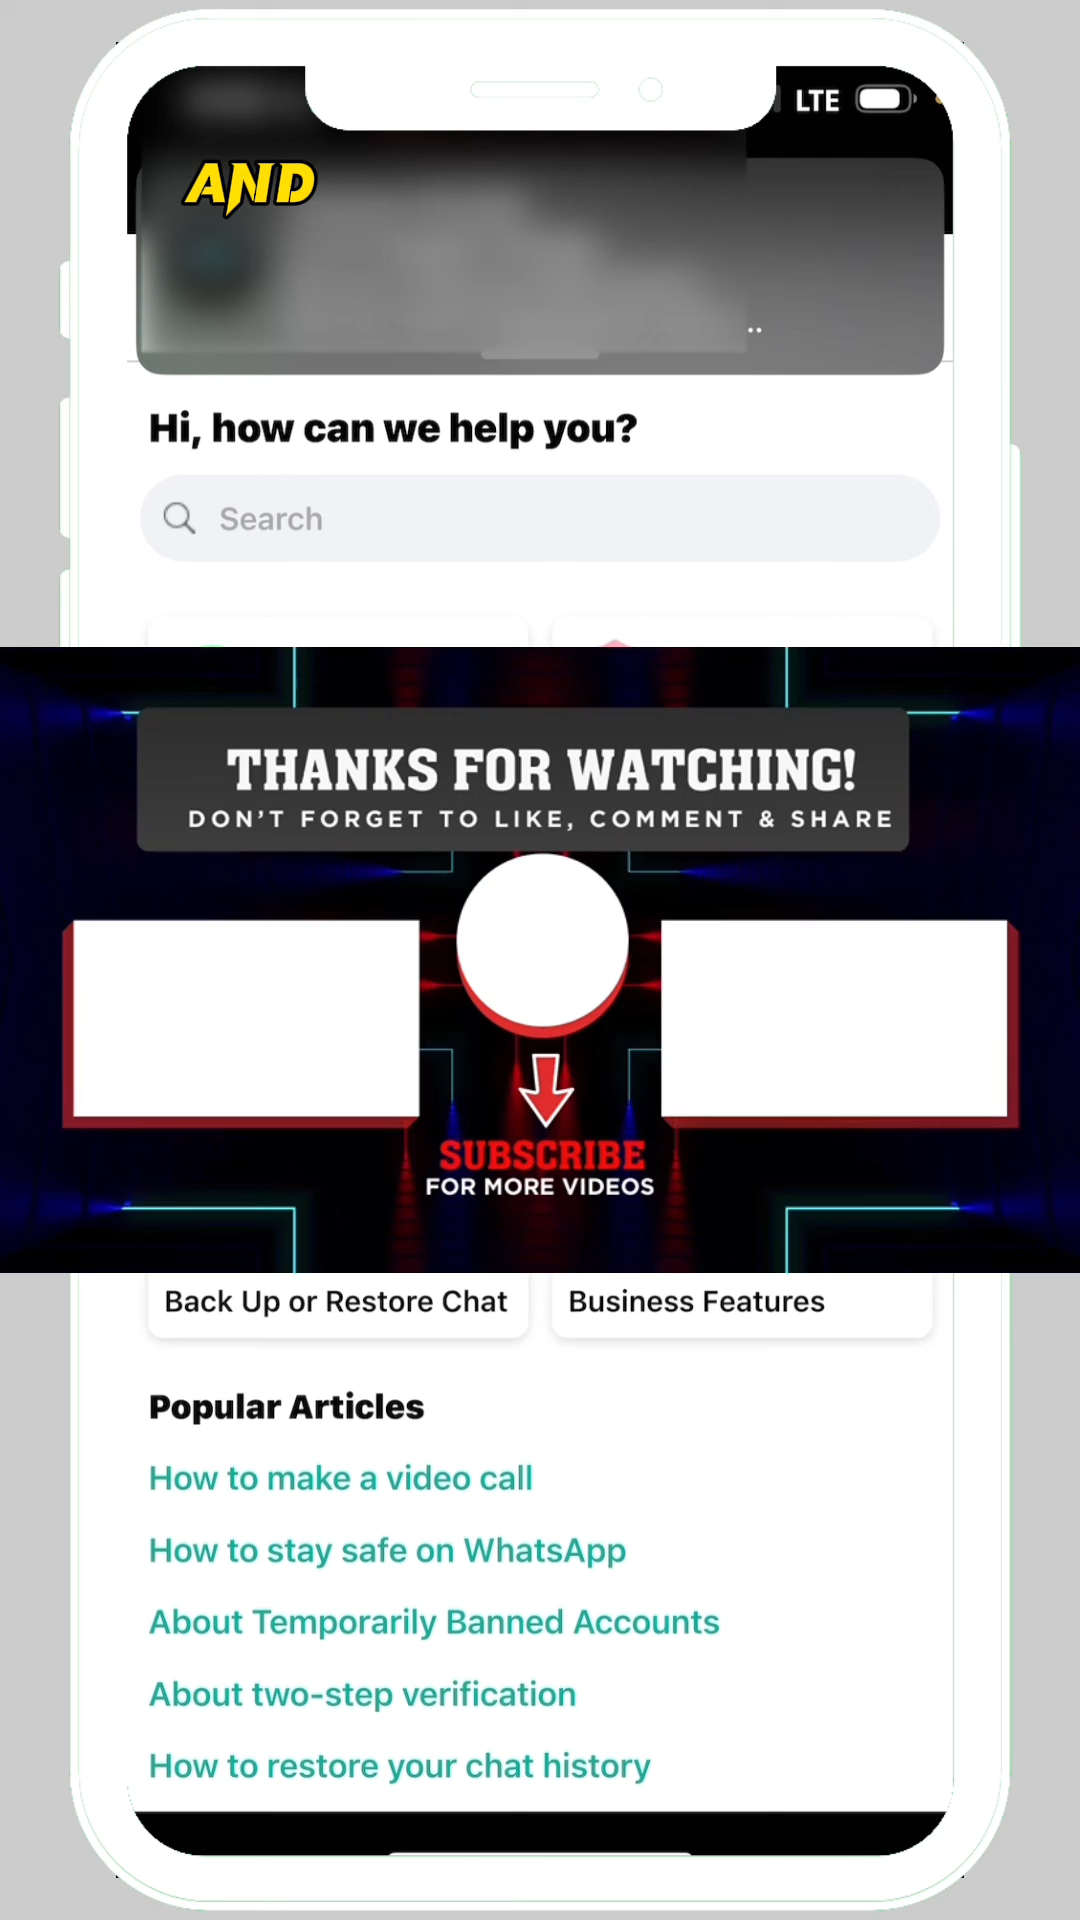 LTE
AND
..
Hi, how can we help you?
Search
THANKS FOR WATCHING!
DON'T FORGET TO LIKE, COMMENT & SHARE
SUBSCRIBE
FOR MORE VIDEOS
Back Up or Restore Chat
Business Features
Popular Articles
How to make a video call
How to stay safe on WhatsApp
About Temporarily Banned Accounts
About two-step verification
How to restore your chat history